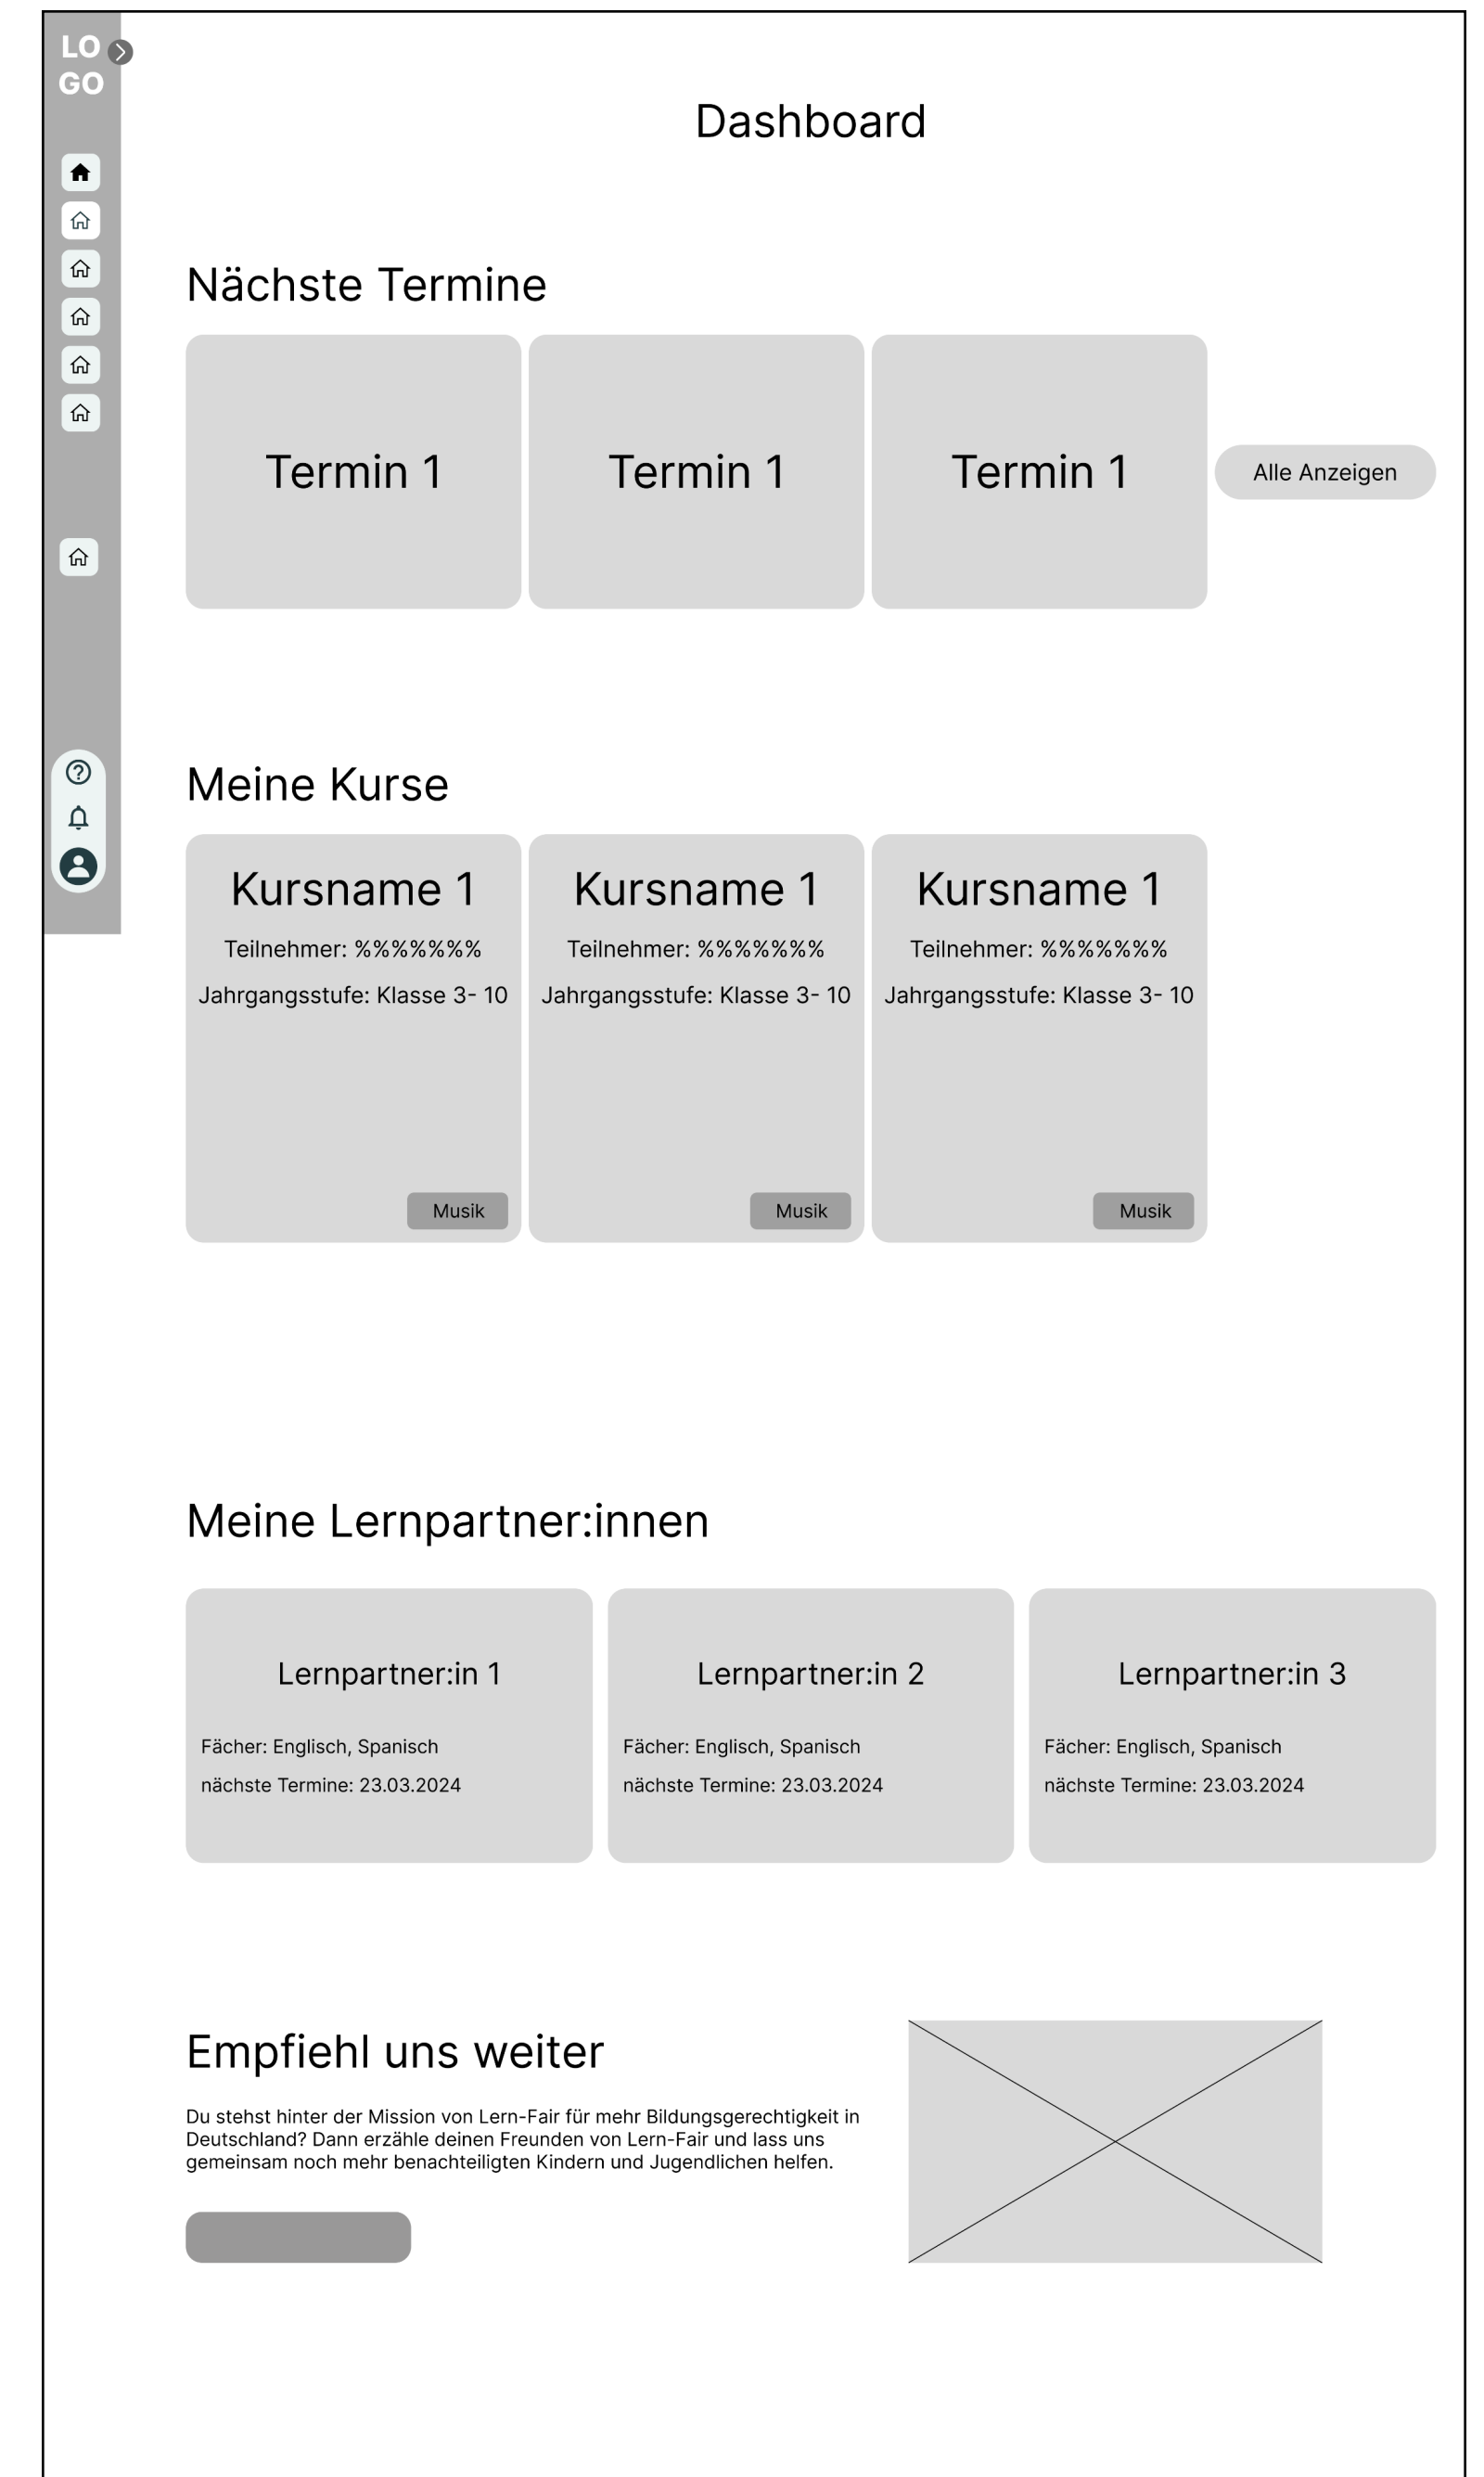 LO
GO
Dashboard
Nächste Termine
Termin 1
Termin 1
Termin 1
Alle Anzeigen
Meine Kurse
Kursname 1
Teilnehmer: %%%%%%%
Jahrgangsstufe: Klasse 3- 10
Musik
Kursname 1
Teilnehmer: %%%%%%%
Jahrgangsstufe: Klasse 3- 10
Musik
Kursname 1
Teilnehmer: %%%%%%%
Jahrgangsstufe: Klasse 3- 10
Musik
Meine Lernpartner:innen
Lernpartner:in 1
Fächer: Englisch, Spanisch
nächste Termine: 23.03.2024
Lernpartner:in 2
Fächer: Englisch, Spanisch
nächste Termine: 23.03.2024
Lernpartner:in 3
Fächer: Englisch, Spanisch
nächste Termine: 23.03.2024
Empfiehl uns weiter
Du stehst hinter der Mission von Lern-Fair für mehr Bildungsgerechtigkeit in
Deutschland? Dann erzähle deinen Freunden von Lern-Fair und lass uns
gemeinsam noch mehr benachteiligten Kindern und Jugendlichen helfen.